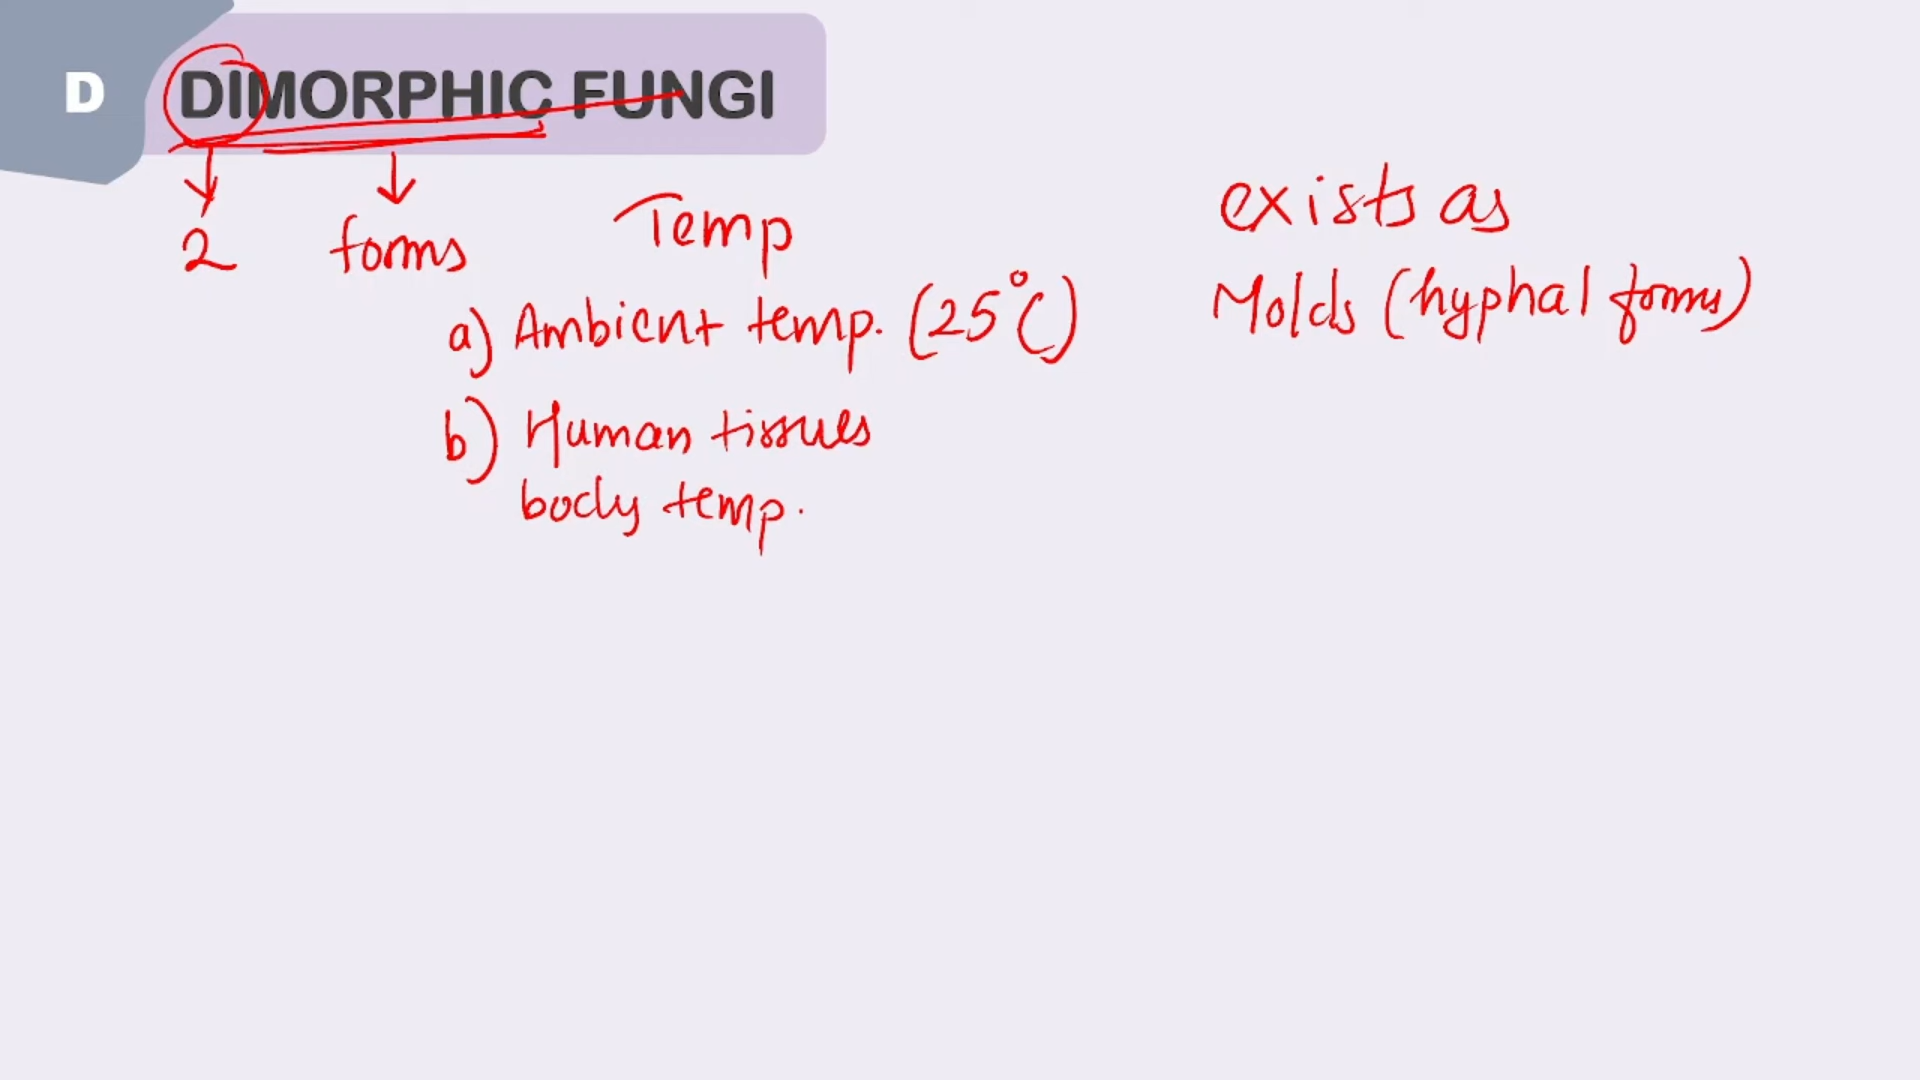 D DIMORPHIC FUNGI
2 forms Temp exists as
a) Ambient temp. (25°C) Molds (hyphal forms)
b) Human tissues
body temp.